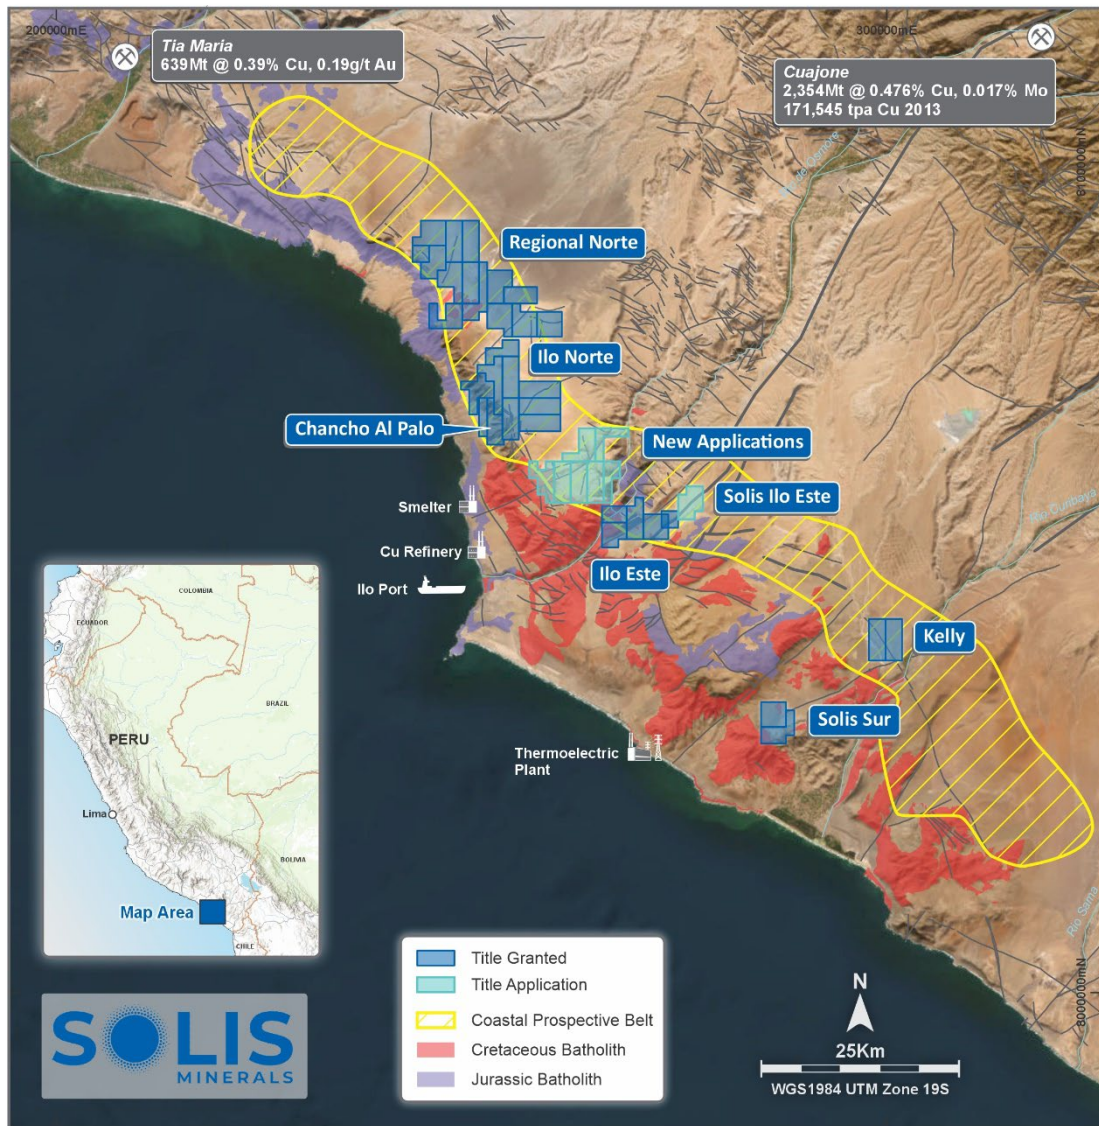 200000mE
Tia Maria
639Mt @ 0.39% Cu, 0.19g/t Au
300000mE
Cuajone
2,354Mt @ 0.476% Cu, 0.017% Mo
171,545 tpa Cu 2013
Regional Norte
Ilo Norte
Chancho Al Palo
New Applications
Smelter
Solis Ilo Este
Cu Refinery
Ilo Este
Ilo Port
Kelly
Solis Sur
Thermoelectric
Plant
Rio Sama
8000000mN
COLOMBIA
ECUADOR
BRAZIL
PERU
Lima
BOLIVIA
Map Area
CHILE
Title Granted
Title Application
Coastal Prospective Belt
Cretaceous Batholith
Jurassic Batholith
N
25Km
WGS1984 UTM Zone 19S
SOLIS
MINERALS